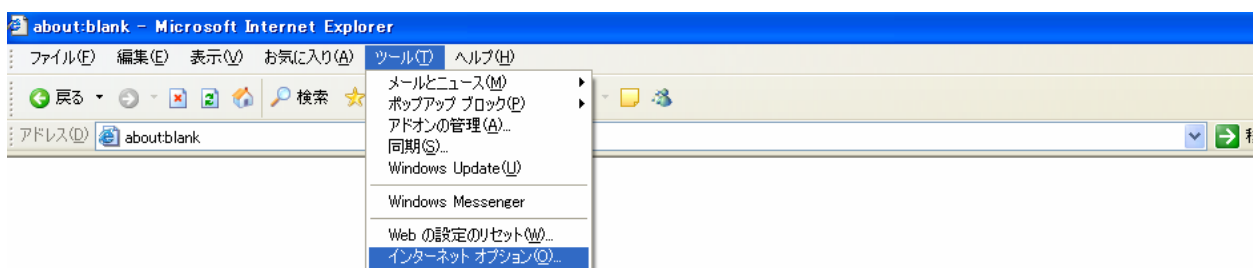 about:blank - Microsoft Internet Explorer
ファイル(F) 編集(E) 表示(V) お気に入り(A) ツール(T) ヘルプ(H)
戻る 検索
アドレス(D) about:blank
メールとニュース(M)
ポップアップ ブロック(P)
アドオンの管理(A)...
同期(S)...
Windows Update(U)
Windows Messenger
Web の設定のリセット(W)...
インターネット オプション(O)...